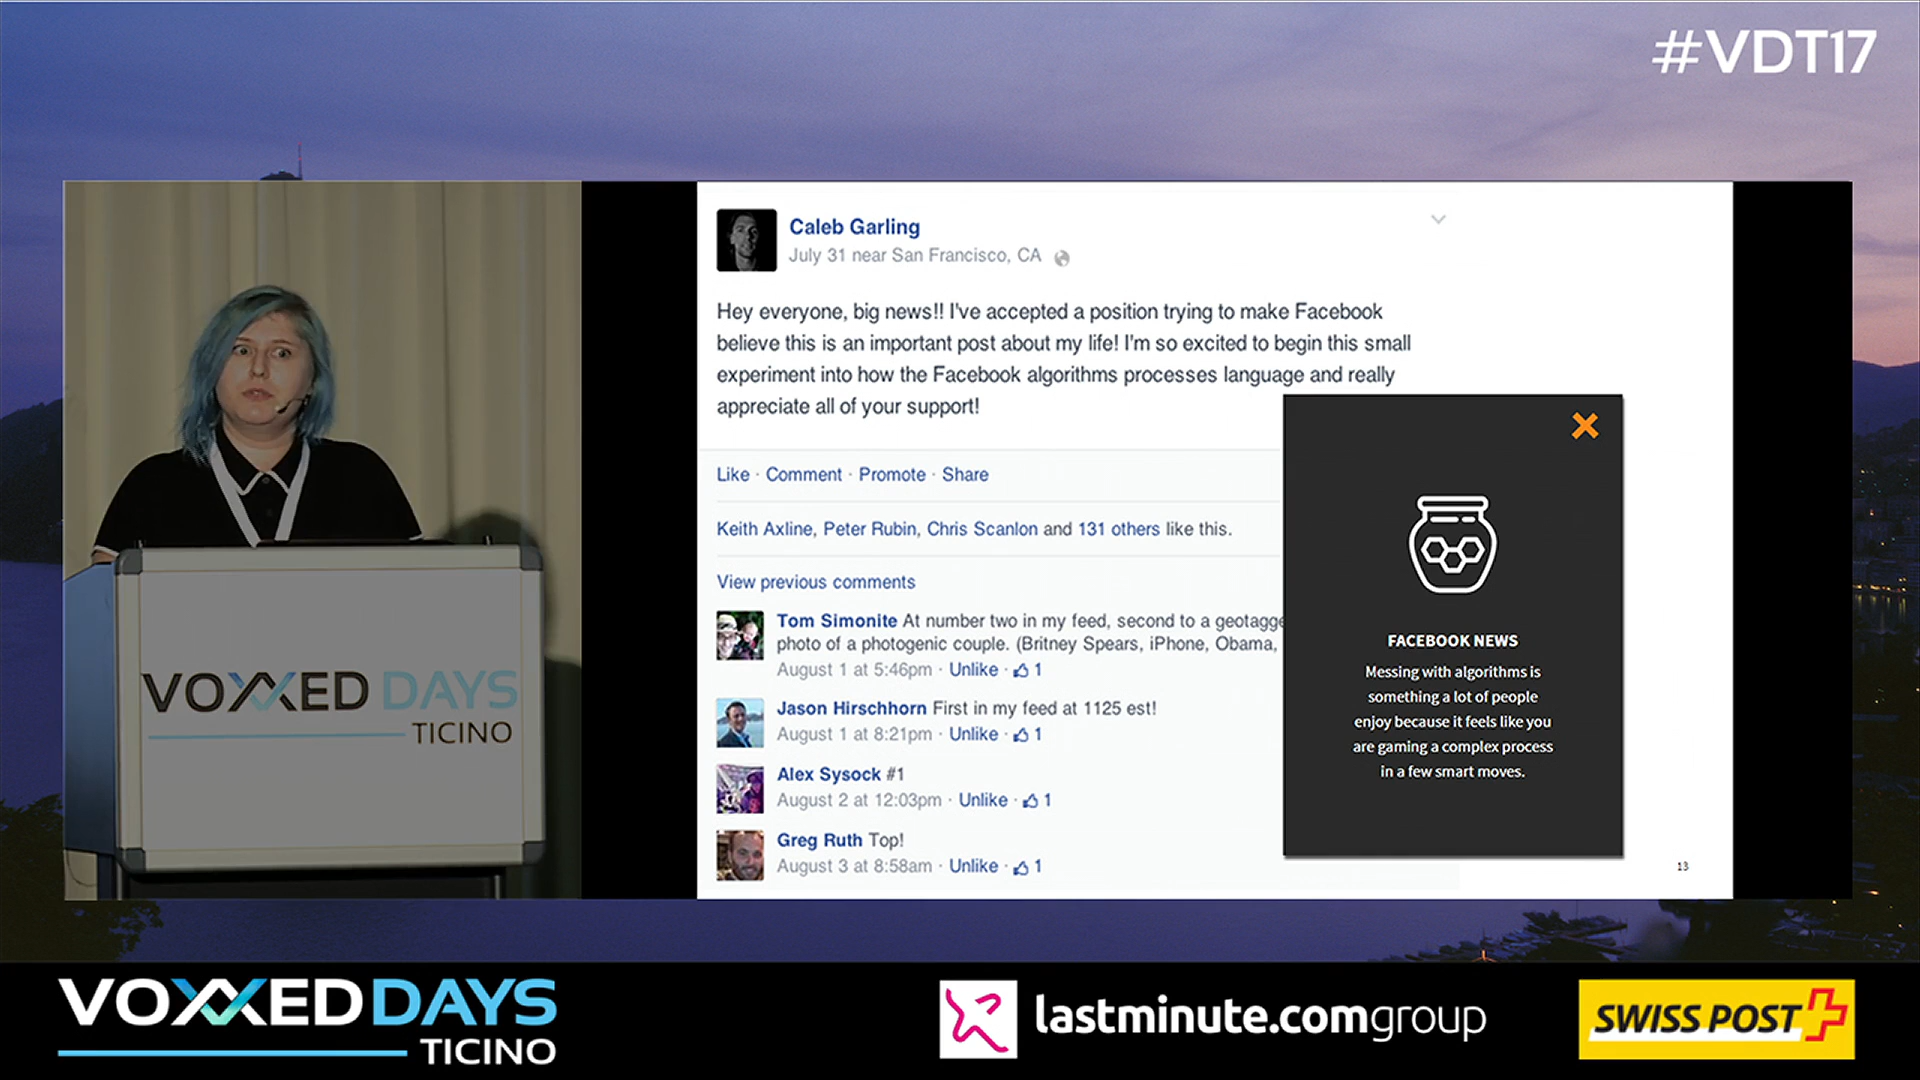 #VDT17
Caleb Garling
July 31 near San Francisco, CA
Hey everyone, big news!! I've accepted a position trying to make Facebook
believe this is an important post about my life! I'm so excited to begin this small
experiment into how the Facebook algorithms processes language and really
appreciate all of your support!
Like · Comment · Promote · Share
Keith Axline, Peter Rubin, Chris Scanlon and 131 others like this.
View previous comments
Tom Simonite At number two in my feed, second to a geotagge
photo of a photogenic couple. (Britney Spears, iPhone, Obama,
August 1 at 5:46pm · Unlike · 1
Jason Hirschhorn First in my feed at 1125 est!
August 1 at 8:21pm · Unlike · 1
Alex Sysock #1
August 2 at 12:03pm · Unlike · 1
Greg Ruth Top!
August 3 at 8:58am · Unlike · 1
FACEBOOK NEWS
Messing with algorithms is
something a lot of people
enjoy because it feels like you
are gaming a complex process
in a few smart moves.
13
VOXXED DAYS
TICINO
VOXXED DAYS
TICINO
lastminute.comgroup
SWISS POST